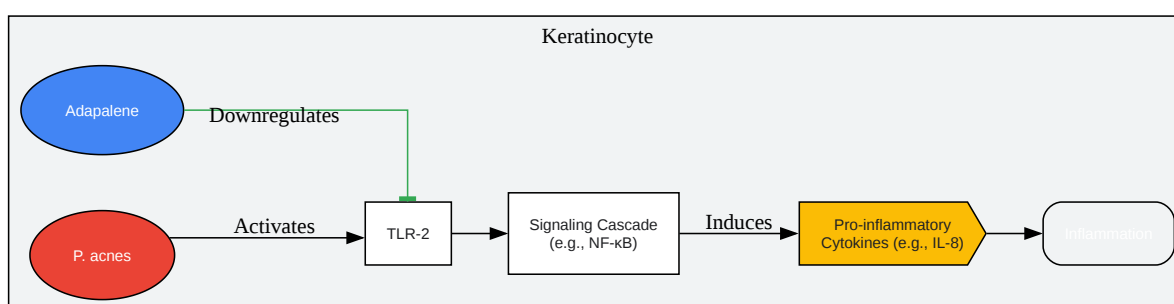 Keratinocyte
Adapalene
Downregulates
P. acnes
Activates
TLR-2
Signaling Cascade
(e.g., NF-κB)
Induces
Pro-inflammatory
Cytokines (e.g., IL-8)
Inflammation